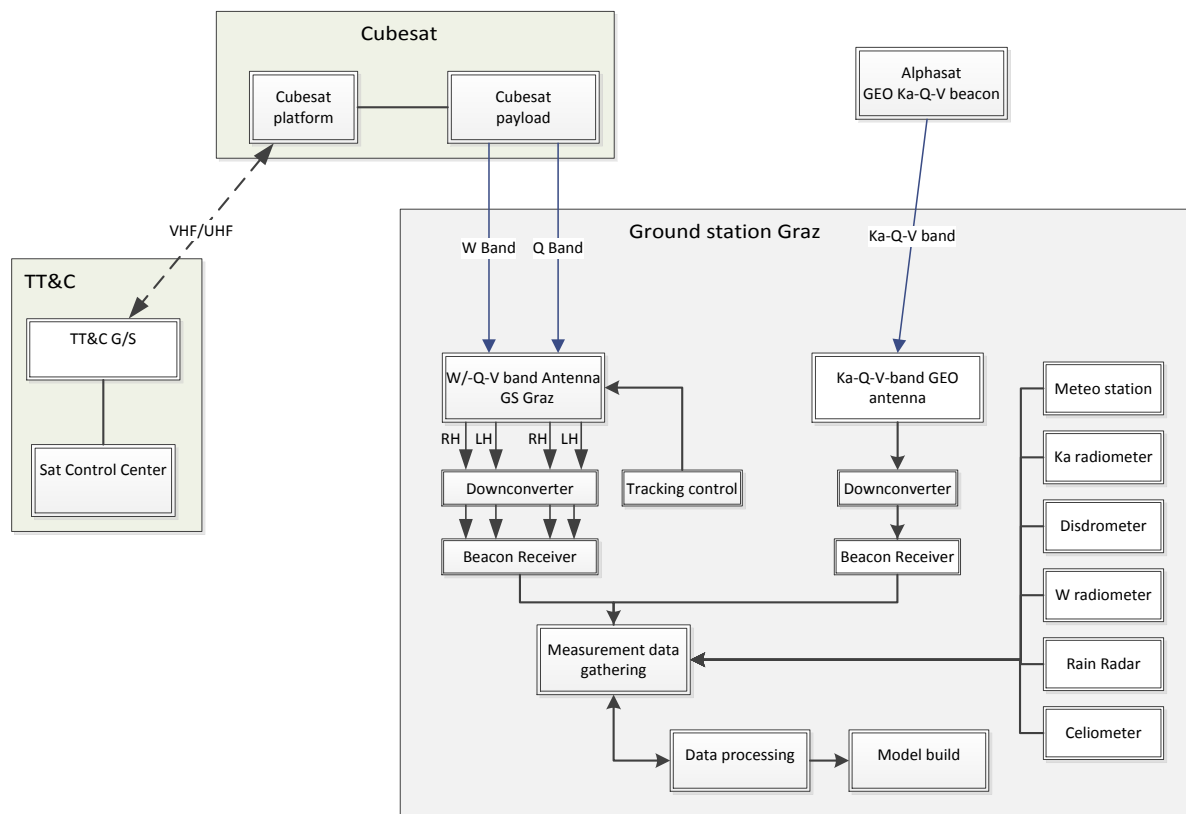 Cubesat
Cubesat
platform
Cubesat
payload
Alphasat
GEO Ka-Q-V beacon
VHF/UHF
W Band
Q Band
Ka-Q-V band
Ground station Graz
TT&C
TT&C G/S
Sat Control Center
W/-Q-V band Antenna
GS Graz
Ka-Q-V-band GEO
antenna
RH
LH
RH
LH
Downconverter
Tracking control
Downconverter
Beacon Receiver
Beacon Receiver
Meteo station
Ka radiometer
Disdrometer
W radiometer
Rain Radar
Celiometer
Measurement data
gathering
Data processing
Model build